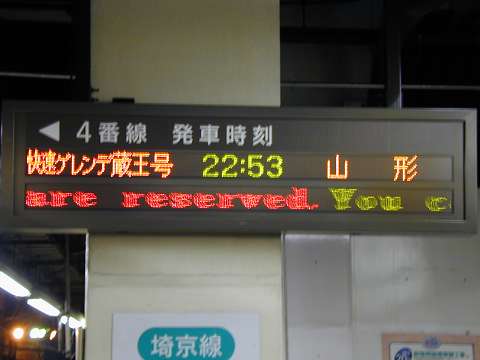 ◀ 4番線 発車時刻
快速ゲレンデ蔵王号 22:53 山形
are reserved. You c
埼京線